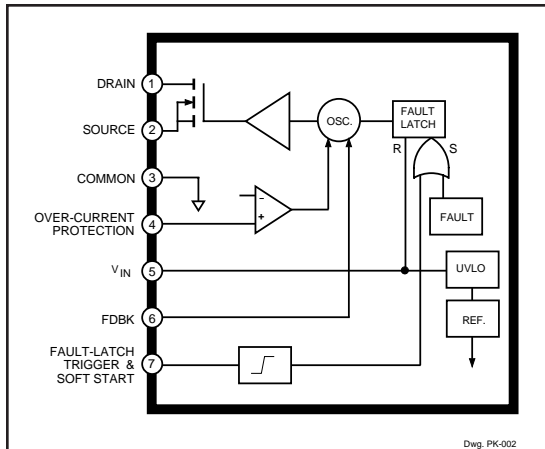 DRAIN
1
SOURCE
2
COMMON
3
OVER-CURRENT
PROTECTION
4
VIN
5
FDBK
6
FAULT-LATCH
TRIGGER &
SOFT START
7
OSC.
FAULT
LATCH
R
S
FAULT
–
+
UVLO
REF.
Dwg. PK-002